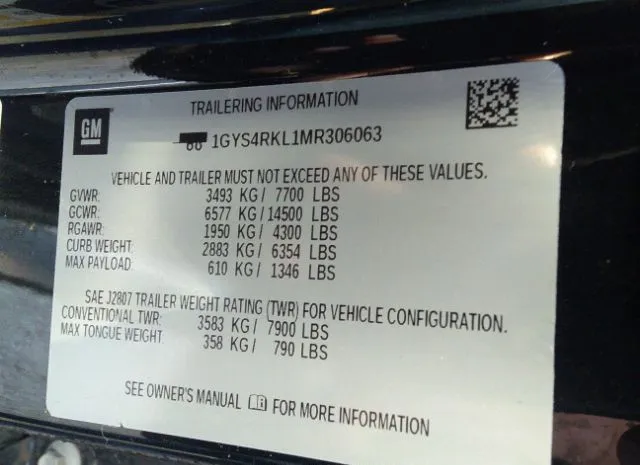 GM
TRAILERING INFORMATION
1GYS4RKL1MR306063
VEHICLE AND TRAILER MUST NOT EXCEED ANY OF THESE VALUES.
GVWR: 3493 KG/ 7700 LBS
GCWR: 6577 KG/ 14500 LBS
RGAWR: 1950 KG/ 4300 LBS
CURB WEIGHT: 2883 KG/ 6354 LBS
MAX PAYLOAD: 610 KG/ 1346 LBS
SAE J2807 TRAILER WEIGHT RATING (TWR) FOR VEHICLE CONFIGURATION.
CONVENTIONAL TWR: 3583 KG/ 7900 LBS
MAX TONGUE WEIGHT: 358 KG/ 790 LBS
SEE OWNER'S MANUAL FOR MORE INFORMATION